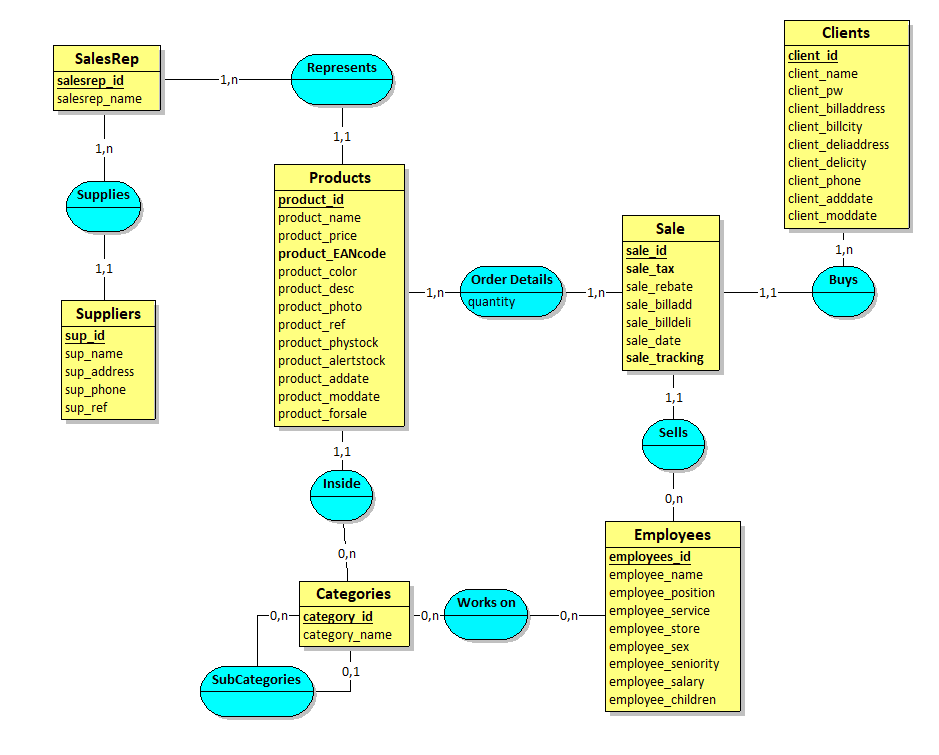 SalesRep
salesrep_id
salesrep_name
1,n
Represents
1,1
1,n
Supplies
1,1
Suppliers
sup_id
sup_name
sup_address
sup_phone
sup_ref
Products
product_id
product_name
product_price
product_EANcode
product_color
product_desc
product_photo
product_ref
product_phystock
product_alertstock
product_addate
product_moddate
product_forsale
1,n
Order Details
quantity
1,n
Sale
sale_id
sale_tax
sale_rebate
sale_billadd
sale_billdeli
sale_date
sale_tracking
1,1
Buys
1,n
Clients
client_id
client_name
client_pw
client_billaddress
client_billcity
client_deliaddress
client_delicity
client_phone
client_adddate
client_moddate
1,1
Sells
0,n
Employees
employees_id
employee_name
employee_position
employee_service
employee_store
employee_sex
employee_seniority
employee_salary
employee_children
1,1
Inside
0,n
Categories
category_id
category_name
0,n
Works on
0,n
0,n
SubCategories
0,1